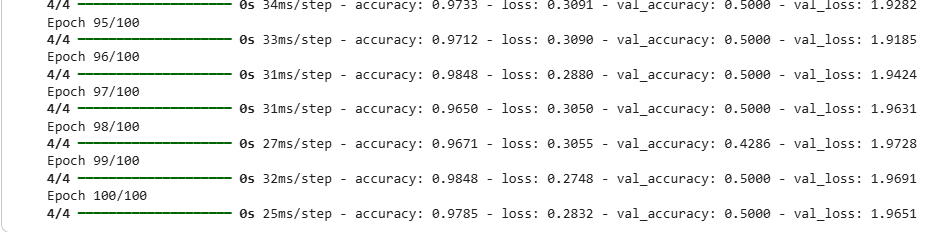 4/4 ━━━━━━━━━━━━━━━━━━━━ 0s 34ms/step - accuracy: 0.9733 - loss: 0.3091 - val_accuracy: 0.5000 - val_loss: 1.9282
Epoch 95/100
4/4 ━━━━━━━━━━━━━━━━━━━━ 0s 33ms/step - accuracy: 0.9712 - loss: 0.3090 - val_accuracy: 0.5000 - val_loss: 1.9185
Epoch 96/100
4/4 ━━━━━━━━━━━━━━━━━━━━ 0s 31ms/step - accuracy: 0.9848 - loss: 0.2880 - val_accuracy: 0.5000 - val_loss: 1.9424
Epoch 97/100
4/4 ━━━━━━━━━━━━━━━━━━━━ 0s 31ms/step - accuracy: 0.9650 - loss: 0.3050 - val_accuracy: 0.5000 - val_loss: 1.9631
Epoch 98/100
4/4 ━━━━━━━━━━━━━━━━━━━━ 0s 27ms/step - accuracy: 0.9671 - loss: 0.3055 - val_accuracy: 0.4286 - val_loss: 1.9728
Epoch 99/100
4/4 ━━━━━━━━━━━━━━━━━━━━ 0s 32ms/step - accuracy: 0.9848 - loss: 0.2748 - val_accuracy: 0.5000 - val_loss: 1.9691
Epoch 100/100
4/4 ━━━━━━━━━━━━━━━━━━━━ 0s 25ms/step - accuracy: 0.9785 - loss: 0.2832 - val_accuracy: 0.5000 - val_loss: 1.9651